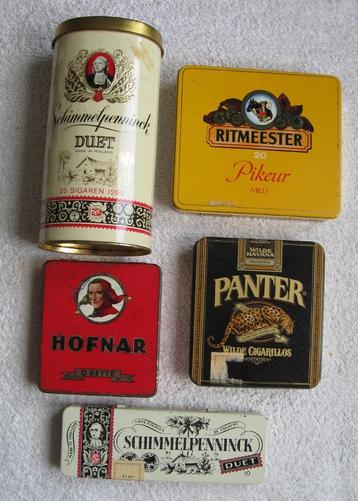 Schimmelpenninck
DUET
MADE IN HOLLAND
25 SIGAREN 1290
RITMEESTER
20
Pikeur
MILD
HOFNAR
ODETTE
WILDE
HAVANA
PANTER
WILDE CIGARILLOS
SCHIMMELPENNINCK
DUET
10